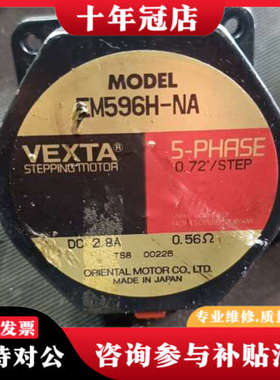 十年冠店
MODEL
EM596H-NA
VEXTA®
STEPPING MOTOR
5-PHASE
0.72°/STEP
DC 2.8A 0.56Ω
TS8 00226
ORIENTAL MOTOR CO., LTD.
MADE IN JAPAN
发票
专业维修,质
持对公
咨参与补贴活